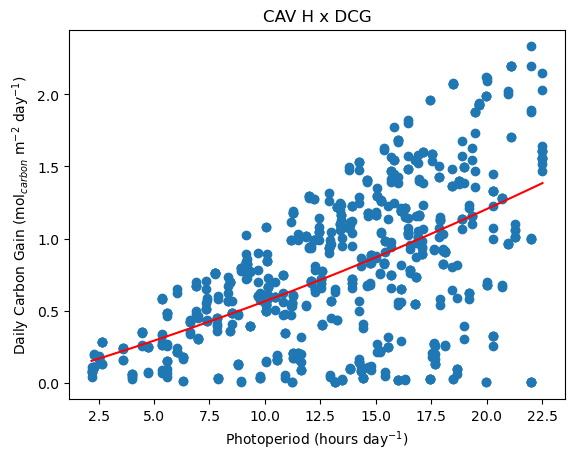 CAV H x DCG
Daily Carbon Gain (mol_carbon m⁻² day⁻¹)
2.0
1.5
1.0
0.5
0.0
2.5 5.0 7.5 10.0 12.5 15.0 17.5 20.0 22.5
Photoperiod (hours day⁻¹)